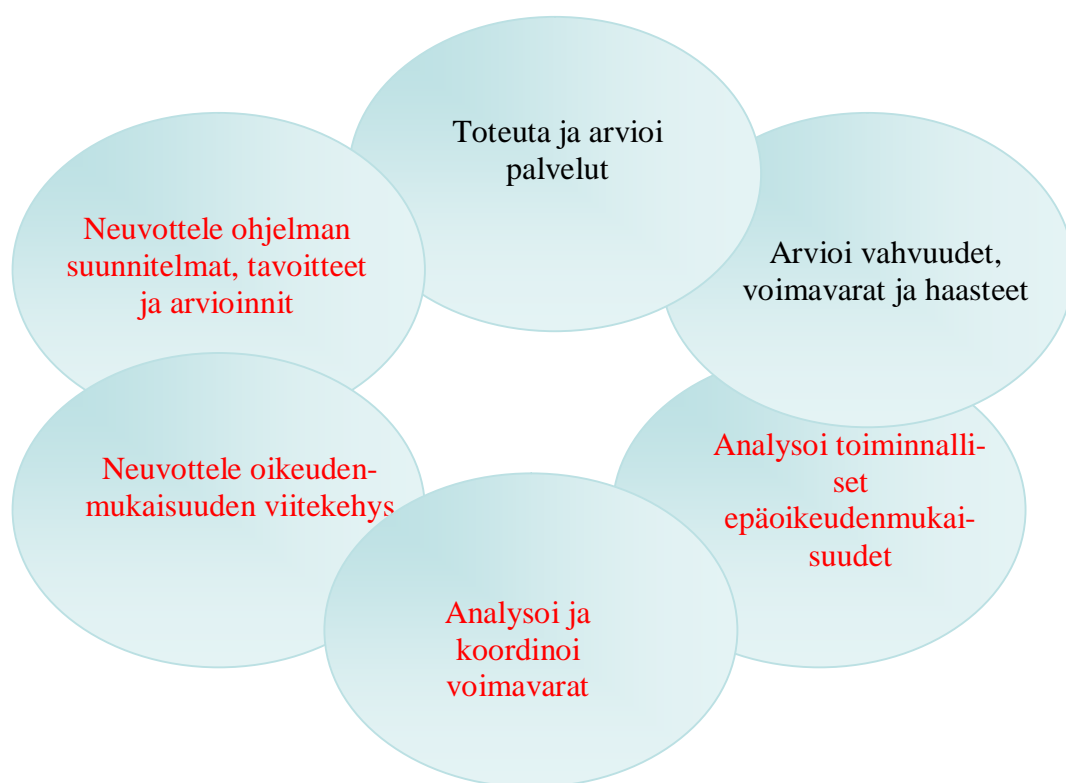 Toteuta ja arvioi
palvelut
Arvioi vahvuudet,
voimavarat ja haasteet
Analysoi toiminnalli-
set
epäoikeudenmukai-
suudet
Analysoi ja
koordinoi
voimavarat
Neuvottele oikeuden-
mukaisuuden viitekehys
Neuvottele ohjelman
suunnitelmat, tavoitteet
ja arvioinnit